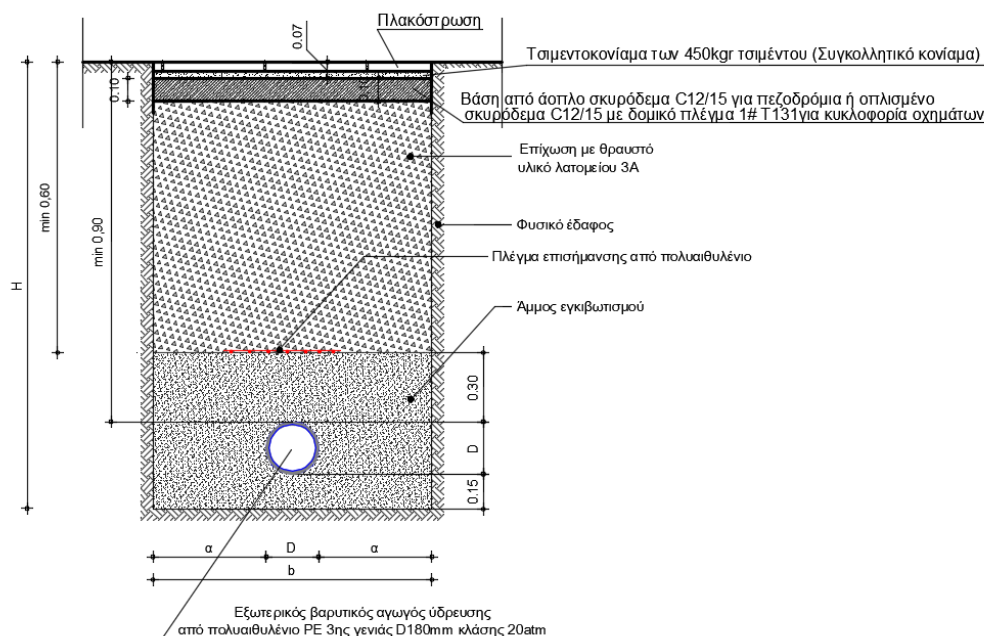 Πλακόστρωση
0.07
Τσιμεντοκονίαμα των 450kgr τσιμέντου (Συγκολλητικό κονίαμα)
0.10
0.10
Βάση από άοπλο σκυρόδεμα C12/15 για πεζοδρόμια ή οπλισμένο
σκυρόδεμα C12/15 με δομικό πλέγμα 1# Τ131για κυκλοφορία οχημάτων
Επίχωση με θραυστό
υλικό λατομείου 3Α
min 0,60
min 0,90
Φυσικό έδαφος
Πλέγμα επισήμανσης από πολυαιθυλένιο
H
Άμμος εγκιβωτισμού
0.30
D
0.15
α D α
b
Εξωτερικός βαρυτικός αγωγός ύδρευσης
από πολυαιθυλένιο PE 3ης γενιάς D180mm κλάσης 20atm